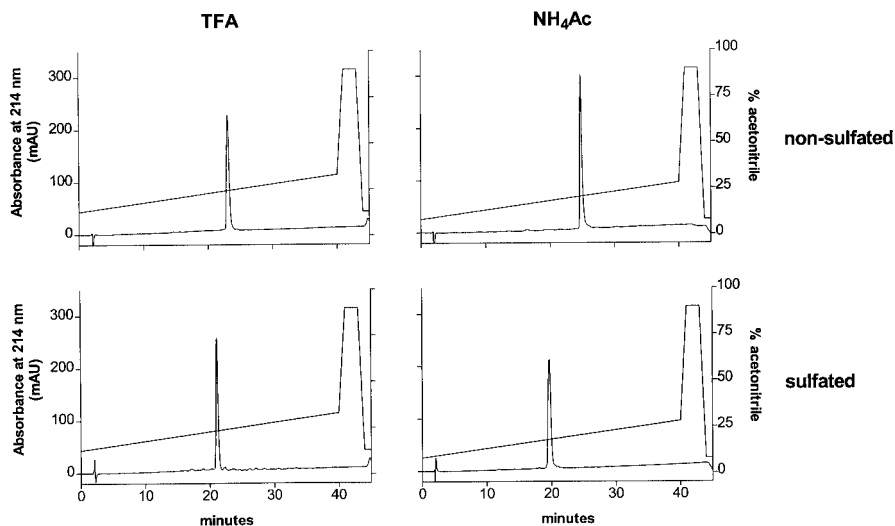 TFA
NH₄Ac
Absorbance at 214 nm
(mAU)
300
200
100
0
100
75
50
25
0
% acetonitrile
non-sulfated
Absorbance at 214 nm
(mAU)
300
200
100
0
0
10
20
30
40
minutes
0
10
20
30
40
minutes
100
75
50
25
0
% acetonitrile
sulfated